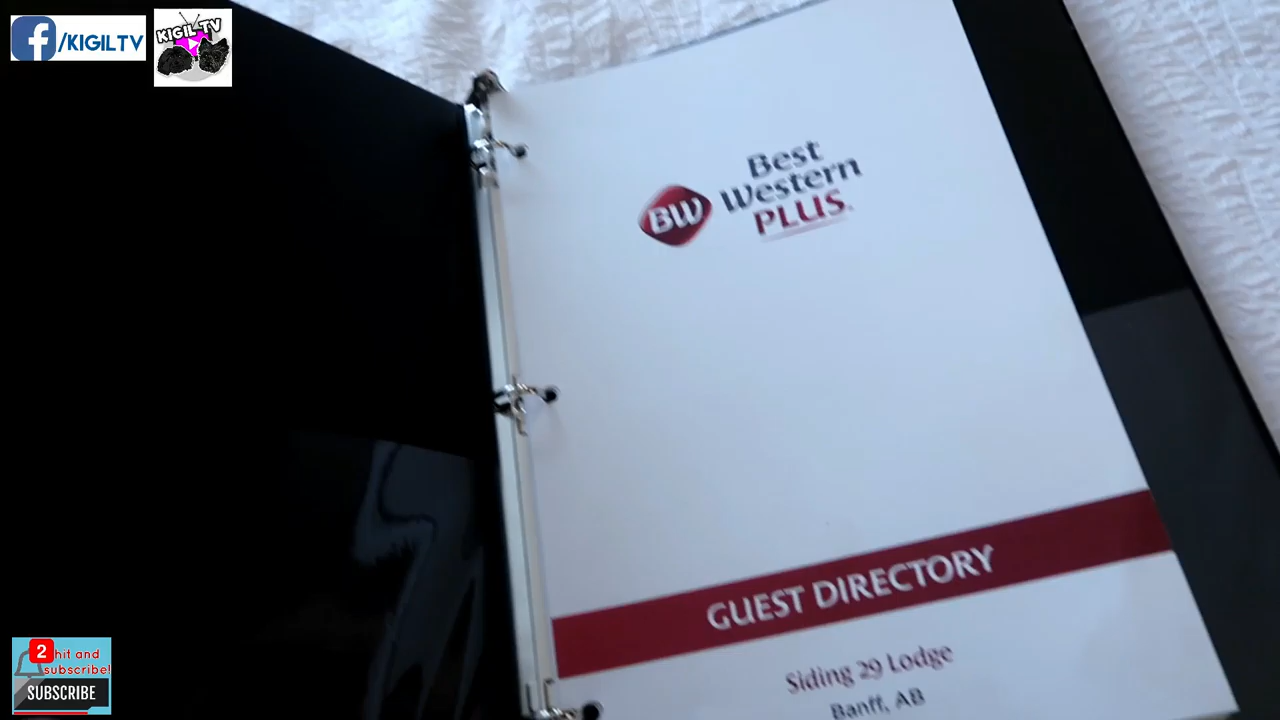 /KIGILTV
KIGIL TV
BW
Best
Western
PLUS.
GUEST DIRECTORY
Siding 29 Lodge
Banff, AB
2
hit and
subscribe!
SUBSCRIBE